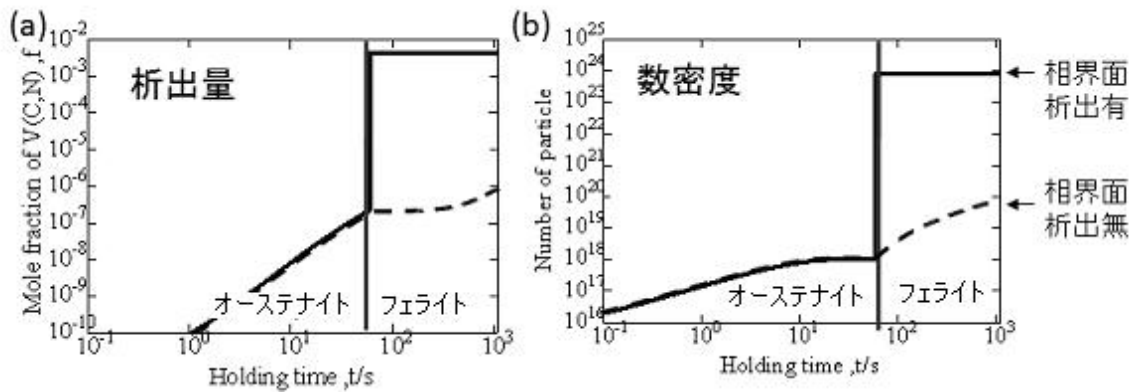 (a)
10-2
10-3
10-4
10-5
10-6
10-7
10-8
10-9
10-10
Mole fraction of V(C,N) ,f
析出量
オーステナイト
フェライト
10-1
100
101
102
103
Holding time ,t/s
(b)
1025
1024
1023
1022
1021
1020
1019
1018
1017
1016
Number of particle
数密度
オーステナイト
フェライト
10-1
100
101
102
103
Holding time ,t/s
相界面
析出有
相界面
析出無